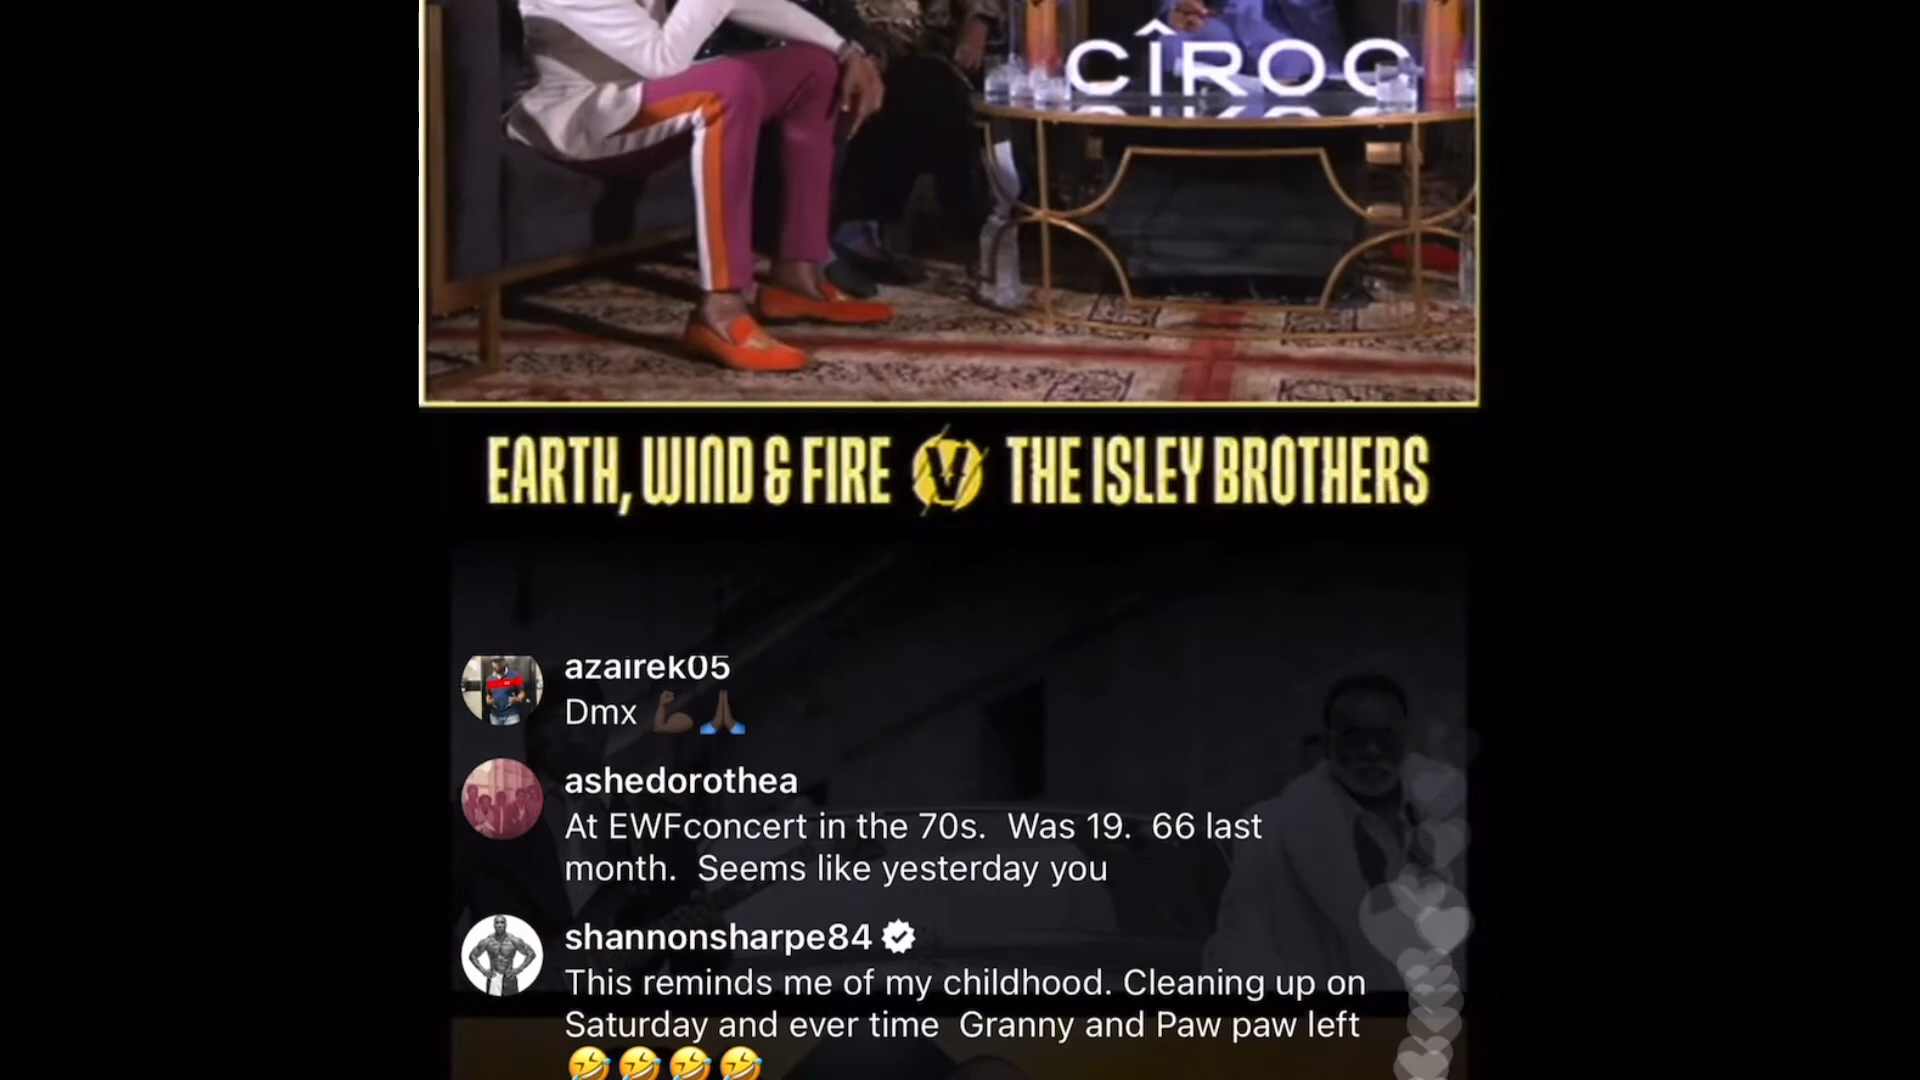 CÎROC
EARTH, WIND & FIRE V THE ISLEY BROTHERS
azairek05
Dmx 💪🏾🙏🏾
ashedorothea
At EWFconcert in the 70s.  Was 19.  66 last
month.  Seems like yesterday you
shannonsharpe84
This reminds me of my childhood. Cleaning up on
Saturday and ever time  Granny and Paw paw left
🤣🤣🤣🤣